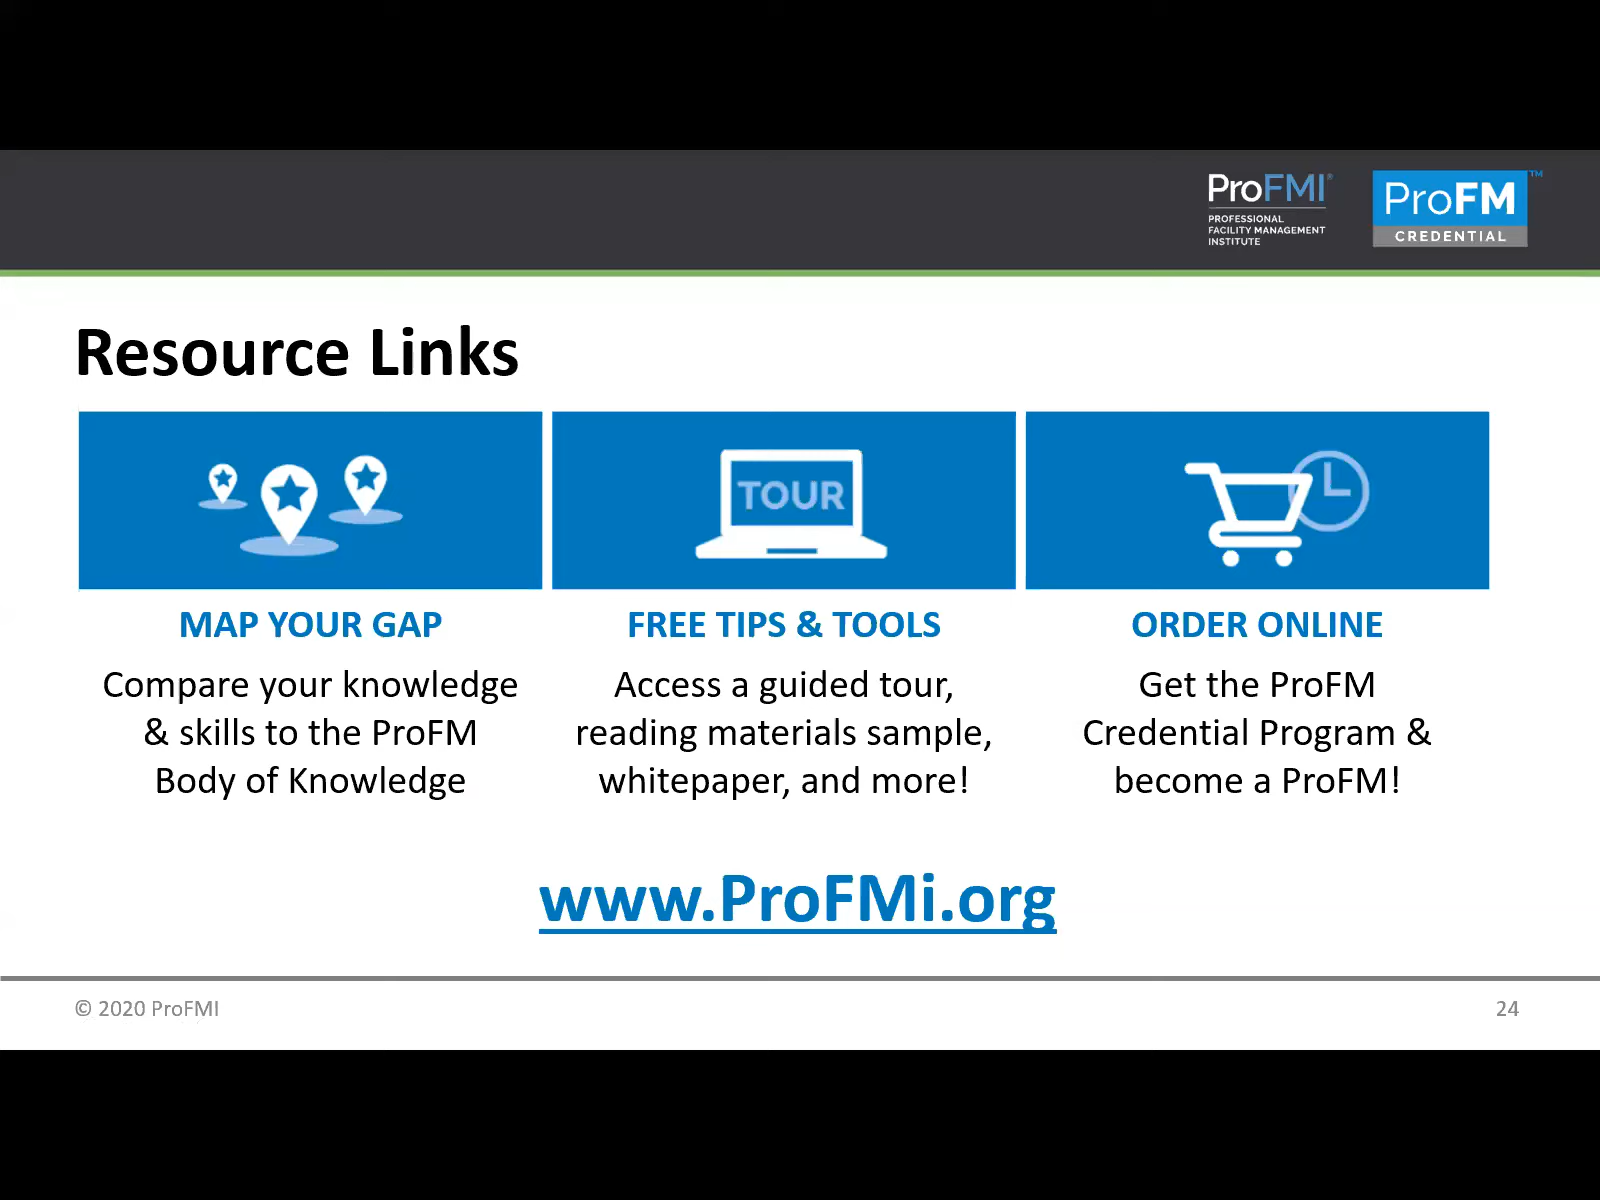 ProFMI®
PROFESSIONAL
FACILITY MANAGEMENT
INSTITUTE
ProFM™
CREDENTIAL
Resource Links
TOUR
MAP YOUR GAP
Compare your knowledge
& skills to the ProFM
Body of Knowledge
FREE TIPS & TOOLS
Access a guided tour,
reading materials sample,
whitepaper, and more!
ORDER ONLINE
Get the ProFM
Credential Program &
become a ProFM!
www.ProFMi.org
© 2020 ProFMI
24